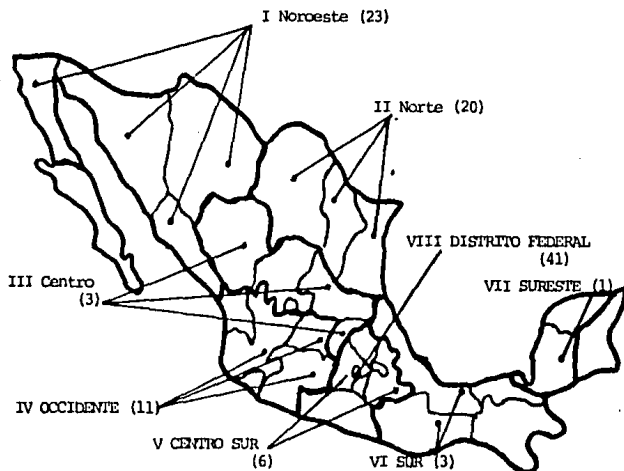 I Noroeste (23)
II Norte (20)
VIII DISTRITO FEDERAL
(41)
VII SURESTE (1)
III Centro
(3)
IV OCCIDENTE (11)
V CENTRO SUR
(6)
VI SUR (3)